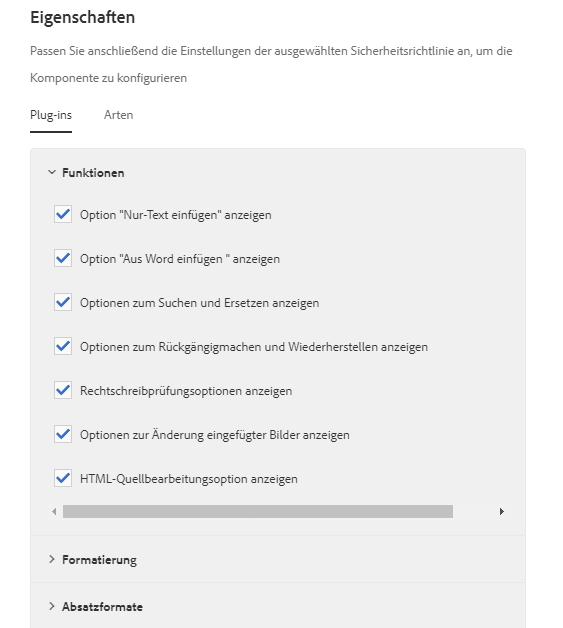 Eigenschaften
Passen Sie anschließend die Einstellungen der ausgewählten Sicherheitsrichtlinie an, um die
Komponente zu konfigurieren
Plug-ins Arten
Funktionen
Option "Nur-Text einfügen" anzeigen
Option "Aus Word einfügen " anzeigen
Optionen zum Suchen und Ersetzen anzeigen
Optionen zum Rückgängigmachen und Wiederherstellen anzeigen
Rechtschreibprüfungsoptionen anzeigen
Optionen zur Änderung eingefügter Bilder anzeigen
HTML-Quellbearbeitungsoption anzeigen
Formatierung
Absatzformate